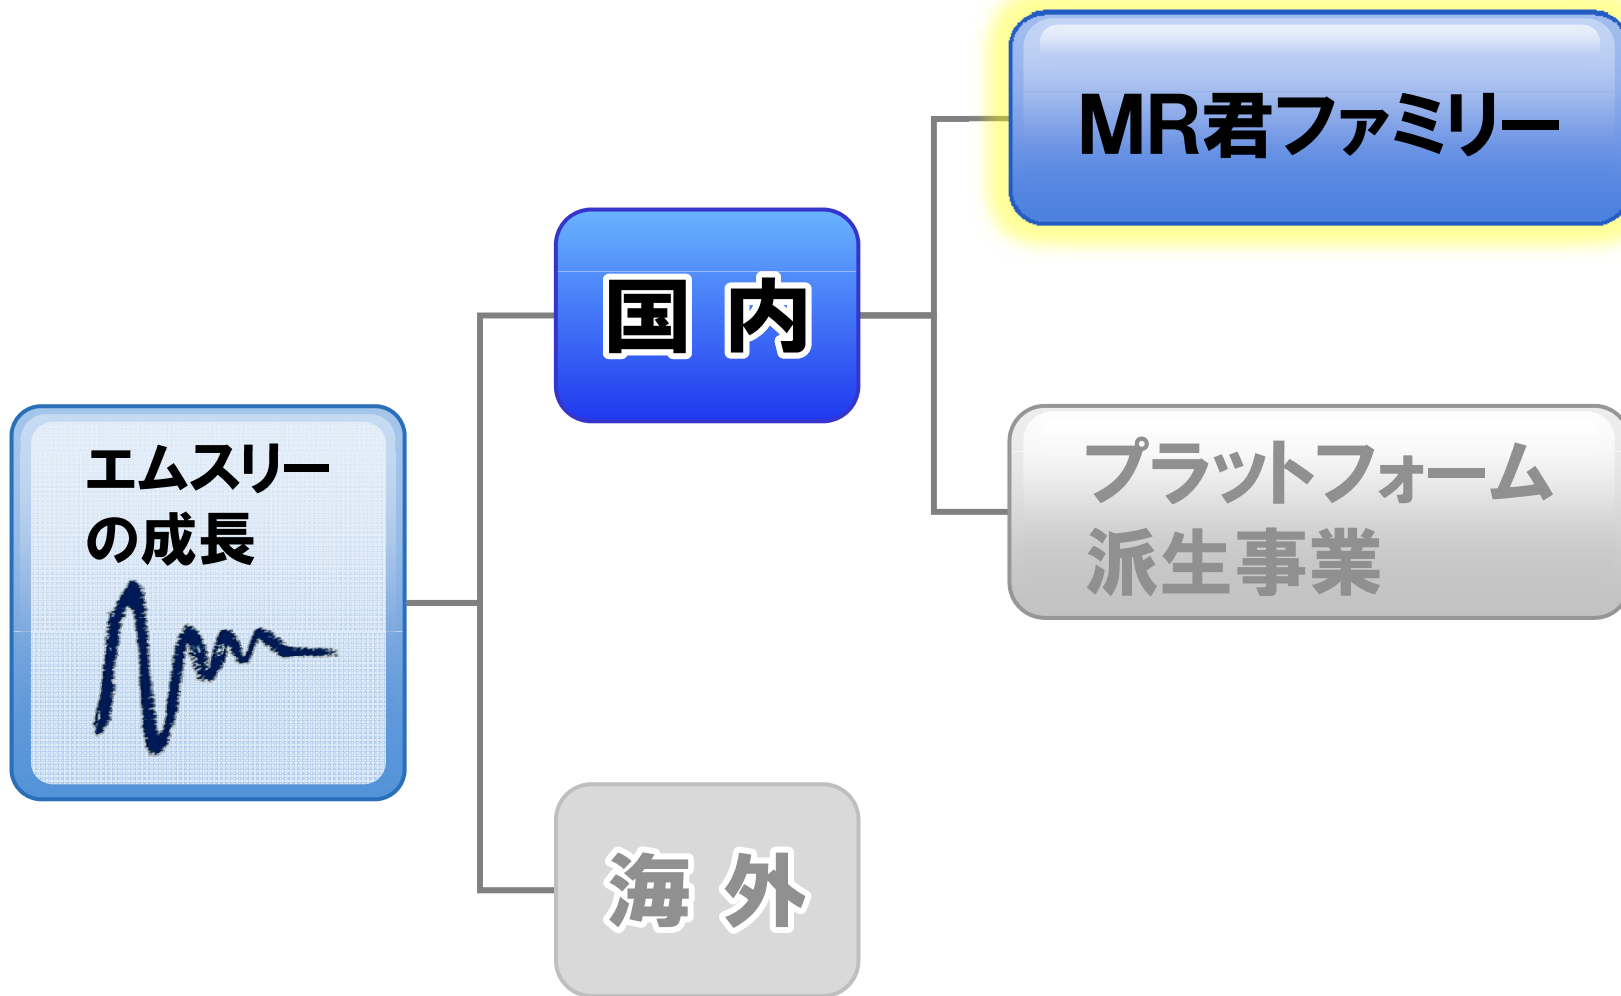 MR君ファミリー
国 内
エムスリー
の成長
プラットフォーム
派生事業
海 外